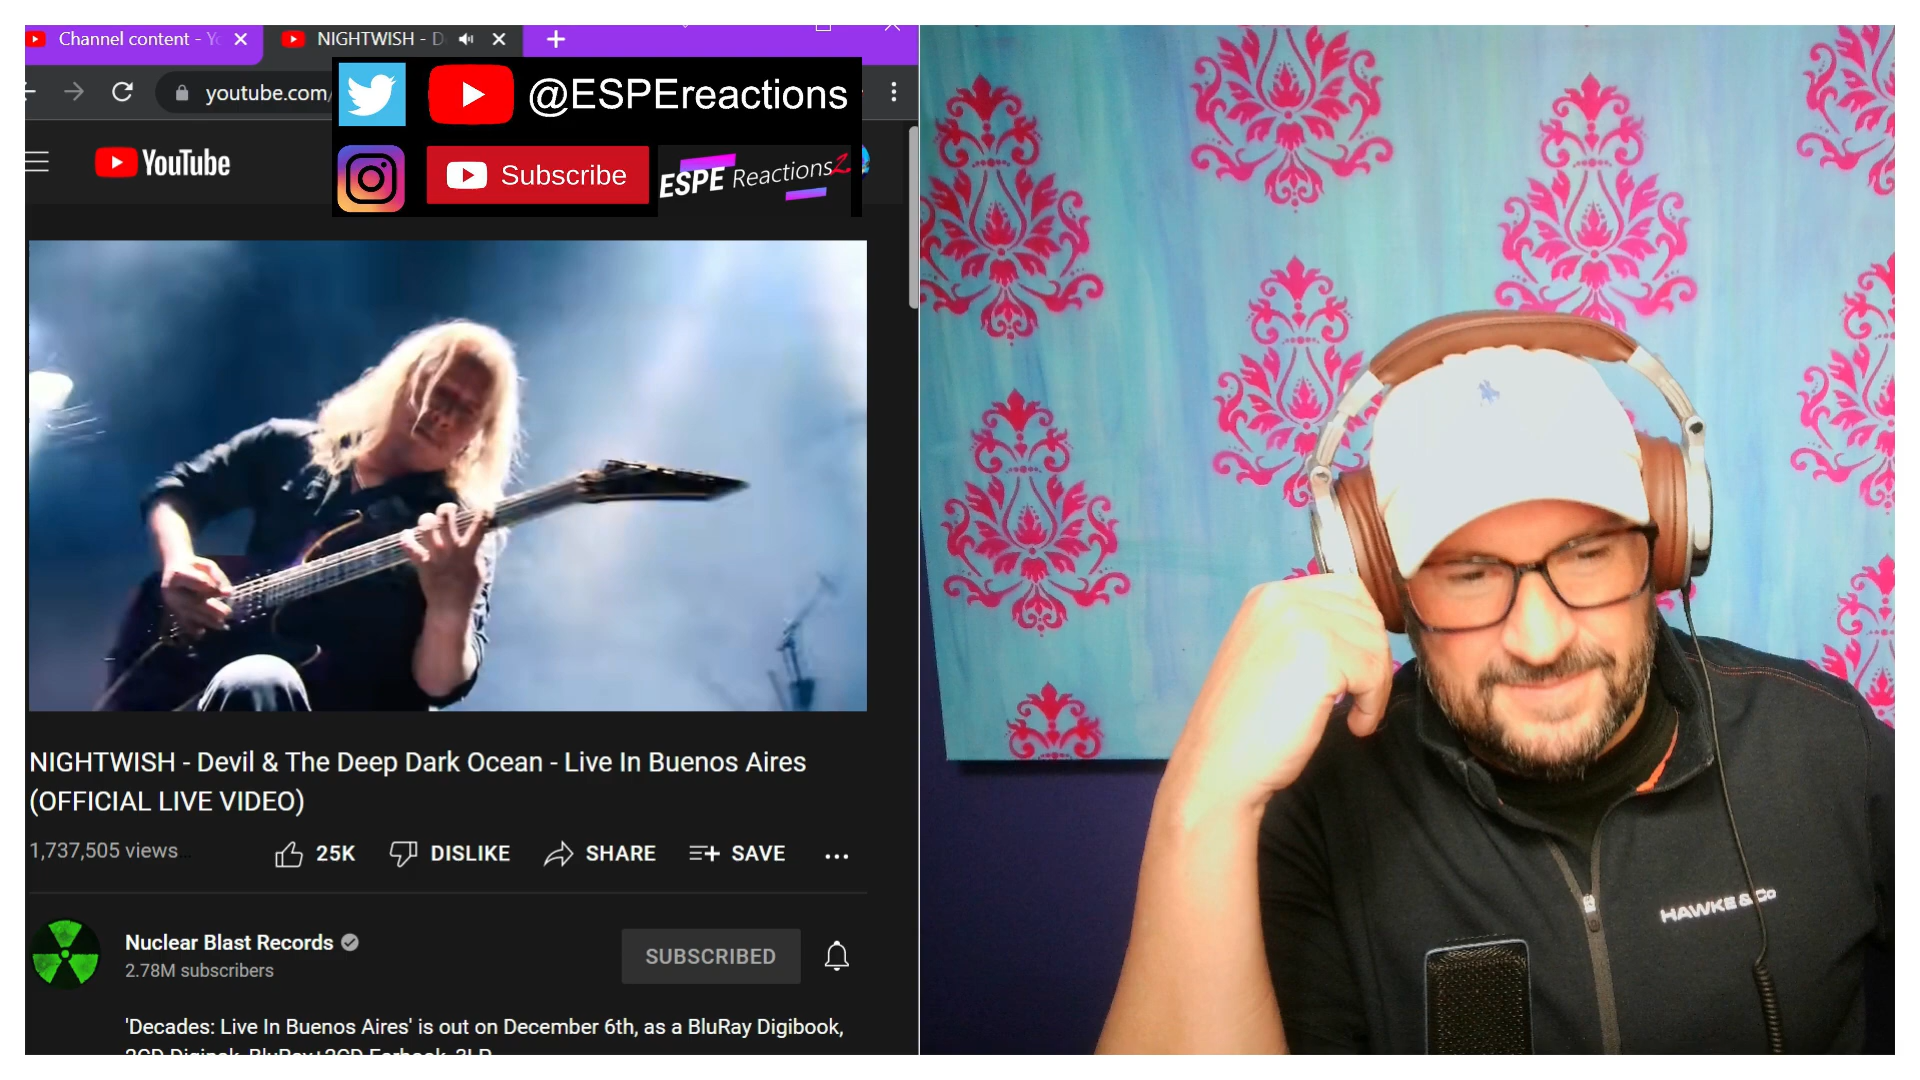 Channel content - Yo
NIGHTWISH - D
youtube.com/
@ESPEreactions
YouTube
Subscribe
ESPE Reactions2
NIGHTWISH - Devil & The Deep Dark Ocean - Live In Buenos Aires
(OFFICIAL LIVE VIDEO)
1,737,505 views
25K
DISLIKE
SHARE
SAVE
Nuclear Blast Records
2.78M subscribers
SUBSCRIBED
'Decades: Live In Buenos Aires' is out on December 6th, as a BluRay Digibook,
HAWKE & Co